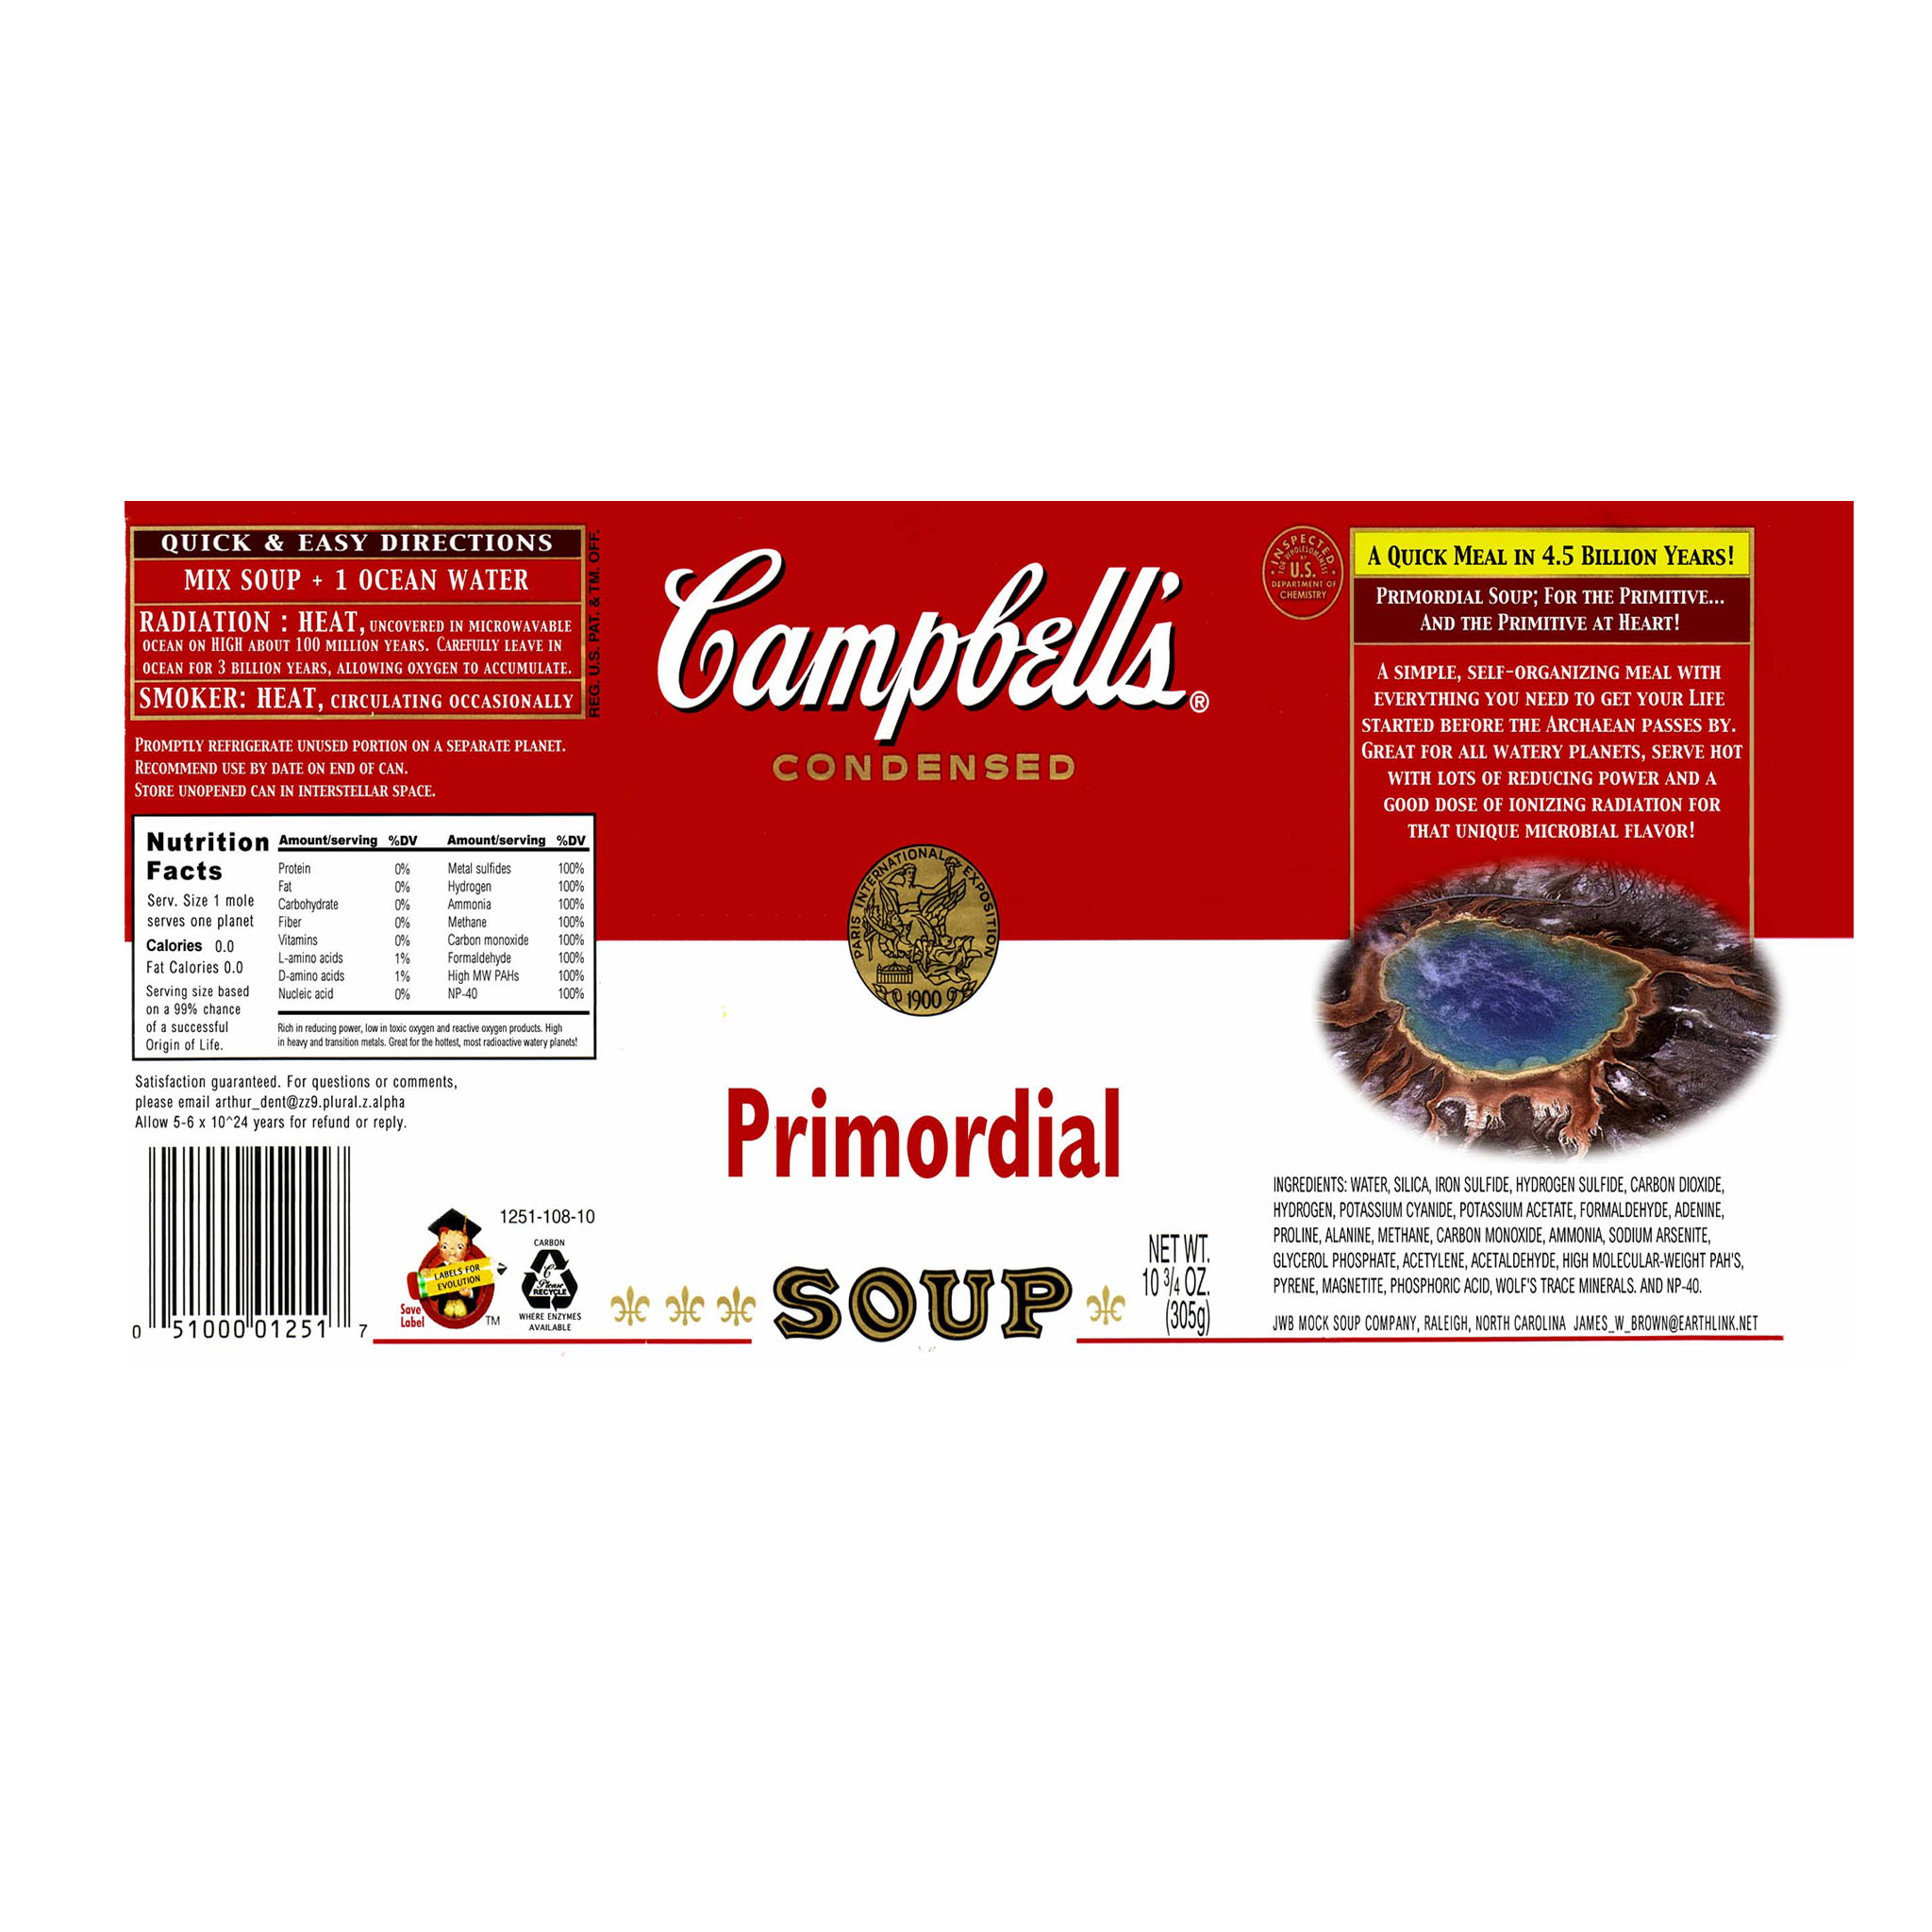 QUICK & EASY DIRECTIONS
MIX SOUP + 1 OCEAN WATER
RADIATION : HEAT, UNCOVERED IN MICROWAVABLE
OCEAN ON HIGH ABOUT 100 MILLION YEARS. CAREFULLY LEAVE IN
OCEAN FOR 3 BILLION YEARS, ALLOWING OXYGEN TO ACCUMULATE.
SMOKER: HEAT, CIRCULATING OCCASIONALLY
REG. U.S. PAT. & TM. OFF.
PROMPTLY REFRIGERATE UNUSED PORTION ON A SEPARATE PLANET.
RECOMMEND USE BY DATE ON END OF CAN.
STORE UNOPENED CAN IN INTERSTELLAR SPACE.
Nutrition
Facts
Serv. Size 1 mole
serves one planet
Calories 0.0
Fat Calories 0.0
Serving size based
on a 99% chance
of a successful
Origin of Life.
Amount/serving %DV Amount/serving %DV
Protein 0% Metal sulfides 100%
Fat 0% Hydrogen 100%
Carbohydrate 0% Ammonia 100%
Fiber 0% Methane 100%
Vitamins 0% Carbon monoxide 100%
L-amino acids 1% Formaldehyde 100%
D-amino acids 1% High MW PAHs 100%
Nucleic acid 0% NP-40 100%
Rich in reducing power, low in toxic oxygen and reactive oxygen products. High
in heavy and transition metals. Great for the hottest, most radioactive watery planets!
Satisfaction guaranteed. For questions or comments,
please email arthur_dent@zz9.plural.z.alpha
Allow 5-6 x 10^24 years for refund or reply.
0 51000 01251 7
LABELS FOR
EVOLUTION
Save
Label
TM
1251-108-10
CARBON
C
Please
RECYCLE
WHERE ENZYMES
AVAILABLE
Campbell's®
CONDENSED
PARIS INTERNATIONAL EXPOSITION
1900
Primordial
SOUP
NET WT.
10 3/4 OZ.
(305g)
INSPECTED
FOR WHOLESOMENESS
BY
U.S.
DEPARTMENT OF
CHEMISTRY
A QUICK MEAL IN 4.5 BILLION YEARS!
PRIMORDIAL SOUP; FOR THE PRIMITIVE...
AND THE PRIMITIVE AT HEART!
A SIMPLE, SELF-ORGANIZING MEAL WITH
EVERYTHING YOU NEED TO GET YOUR LIFE
STARTED BEFORE THE ARCHAEAN PASSES BY.
GREAT FOR ALL WATERY PLANETS, SERVE HOT
WITH LOTS OF REDUCING POWER AND A
GOOD DOSE OF IONIZING RADIATION FOR
THAT UNIQUE MICROBIAL FLAVOR!
INGREDIENTS: WATER, SILICA, IRON SULFIDE, HYDROGEN SULFIDE, CARBON DIOXIDE,
HYDROGEN, POTASSIUM CYANIDE, POTASSIUM ACETATE, FORMALDEHYDE, ADENINE,
PROLINE, ALANINE, METHANE, CARBON MONOXIDE, AMMONIA, SODIUM ARSENITE,
GLYCEROL PHOSPHATE, ACETYLENE, ACETALDEHYDE, HIGH MOLECULAR-WEIGHT PAH'S,
PYRENE, MAGNETITE, PHOSPHORIC ACID, WOLF'S TRACE MINERALS. AND NP-40.
JWB MOCK SOUP COMPANY, RALEIGH, NORTH CAROLINA JAMES_W_BROWN@EARTHLINK.NET